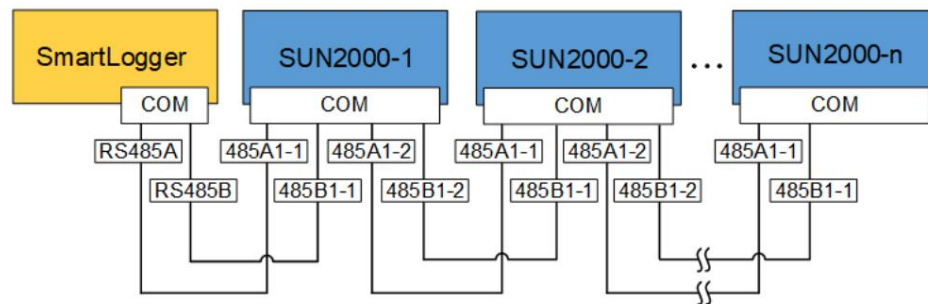 SmartLogger
SUN2000-1
SUN2000-2
...
SUN2000-n
COM
COM
COM
COM
RS485A
485A1-1
485A1-2
485A1-1
485A1-2
485A1-1
RS485B
485B1-1
485B1-2
485B1-1
485B1-2
485B1-1